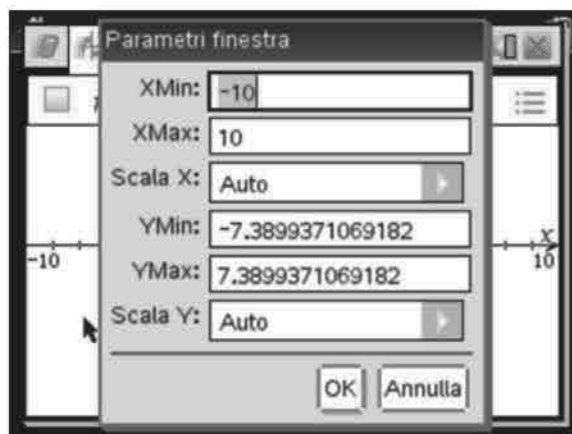 Parametri finestra
XMin: -10
XMax: 10
Scala X: Auto
YMin: -7.3899371069182
YMax: 7.3899371069182
Scala Y: Auto
-10
x
10
OK Annulla